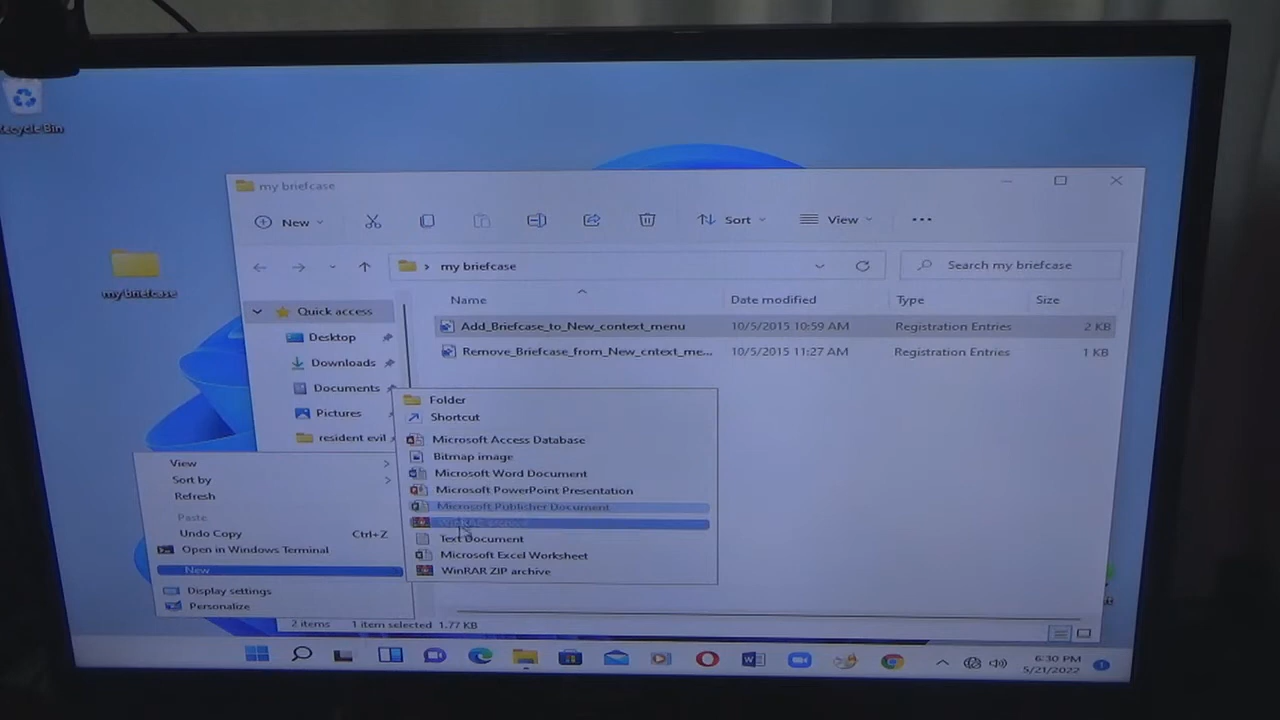 Recycle Bin
my briefcase
my briefcase
New
Sort
View
my briefcase
Search my briefcase
Name
Date modified
Type
Size
Quick access
Add_Briefcase_to_New_context_menu
10/5/2015 10:59 AM
Registration Entries
2 KB
Desktop
Remove_Briefcase_from_New_cntext_me...
10/5/2015 11:27 AM
Registration Entries
1 KB
Downloads
Documents
Pictures
resident evil
Folder
Shortcut
Microsoft Access Database
Bitmap image
Microsoft Word Document
Microsoft PowerPoint Presentation
Microsoft Publisher Document
WinRAR archive
Text Document
Microsoft Excel Worksheet
WinRAR ZIP archive
View
Sort by
Refresh
Paste
Undo Copy
Ctrl+Z
Open in Windows Terminal
New
Display settings
Personalize
2 items
1 item selected 1.77 KB
6:30 PM
5/21/2022